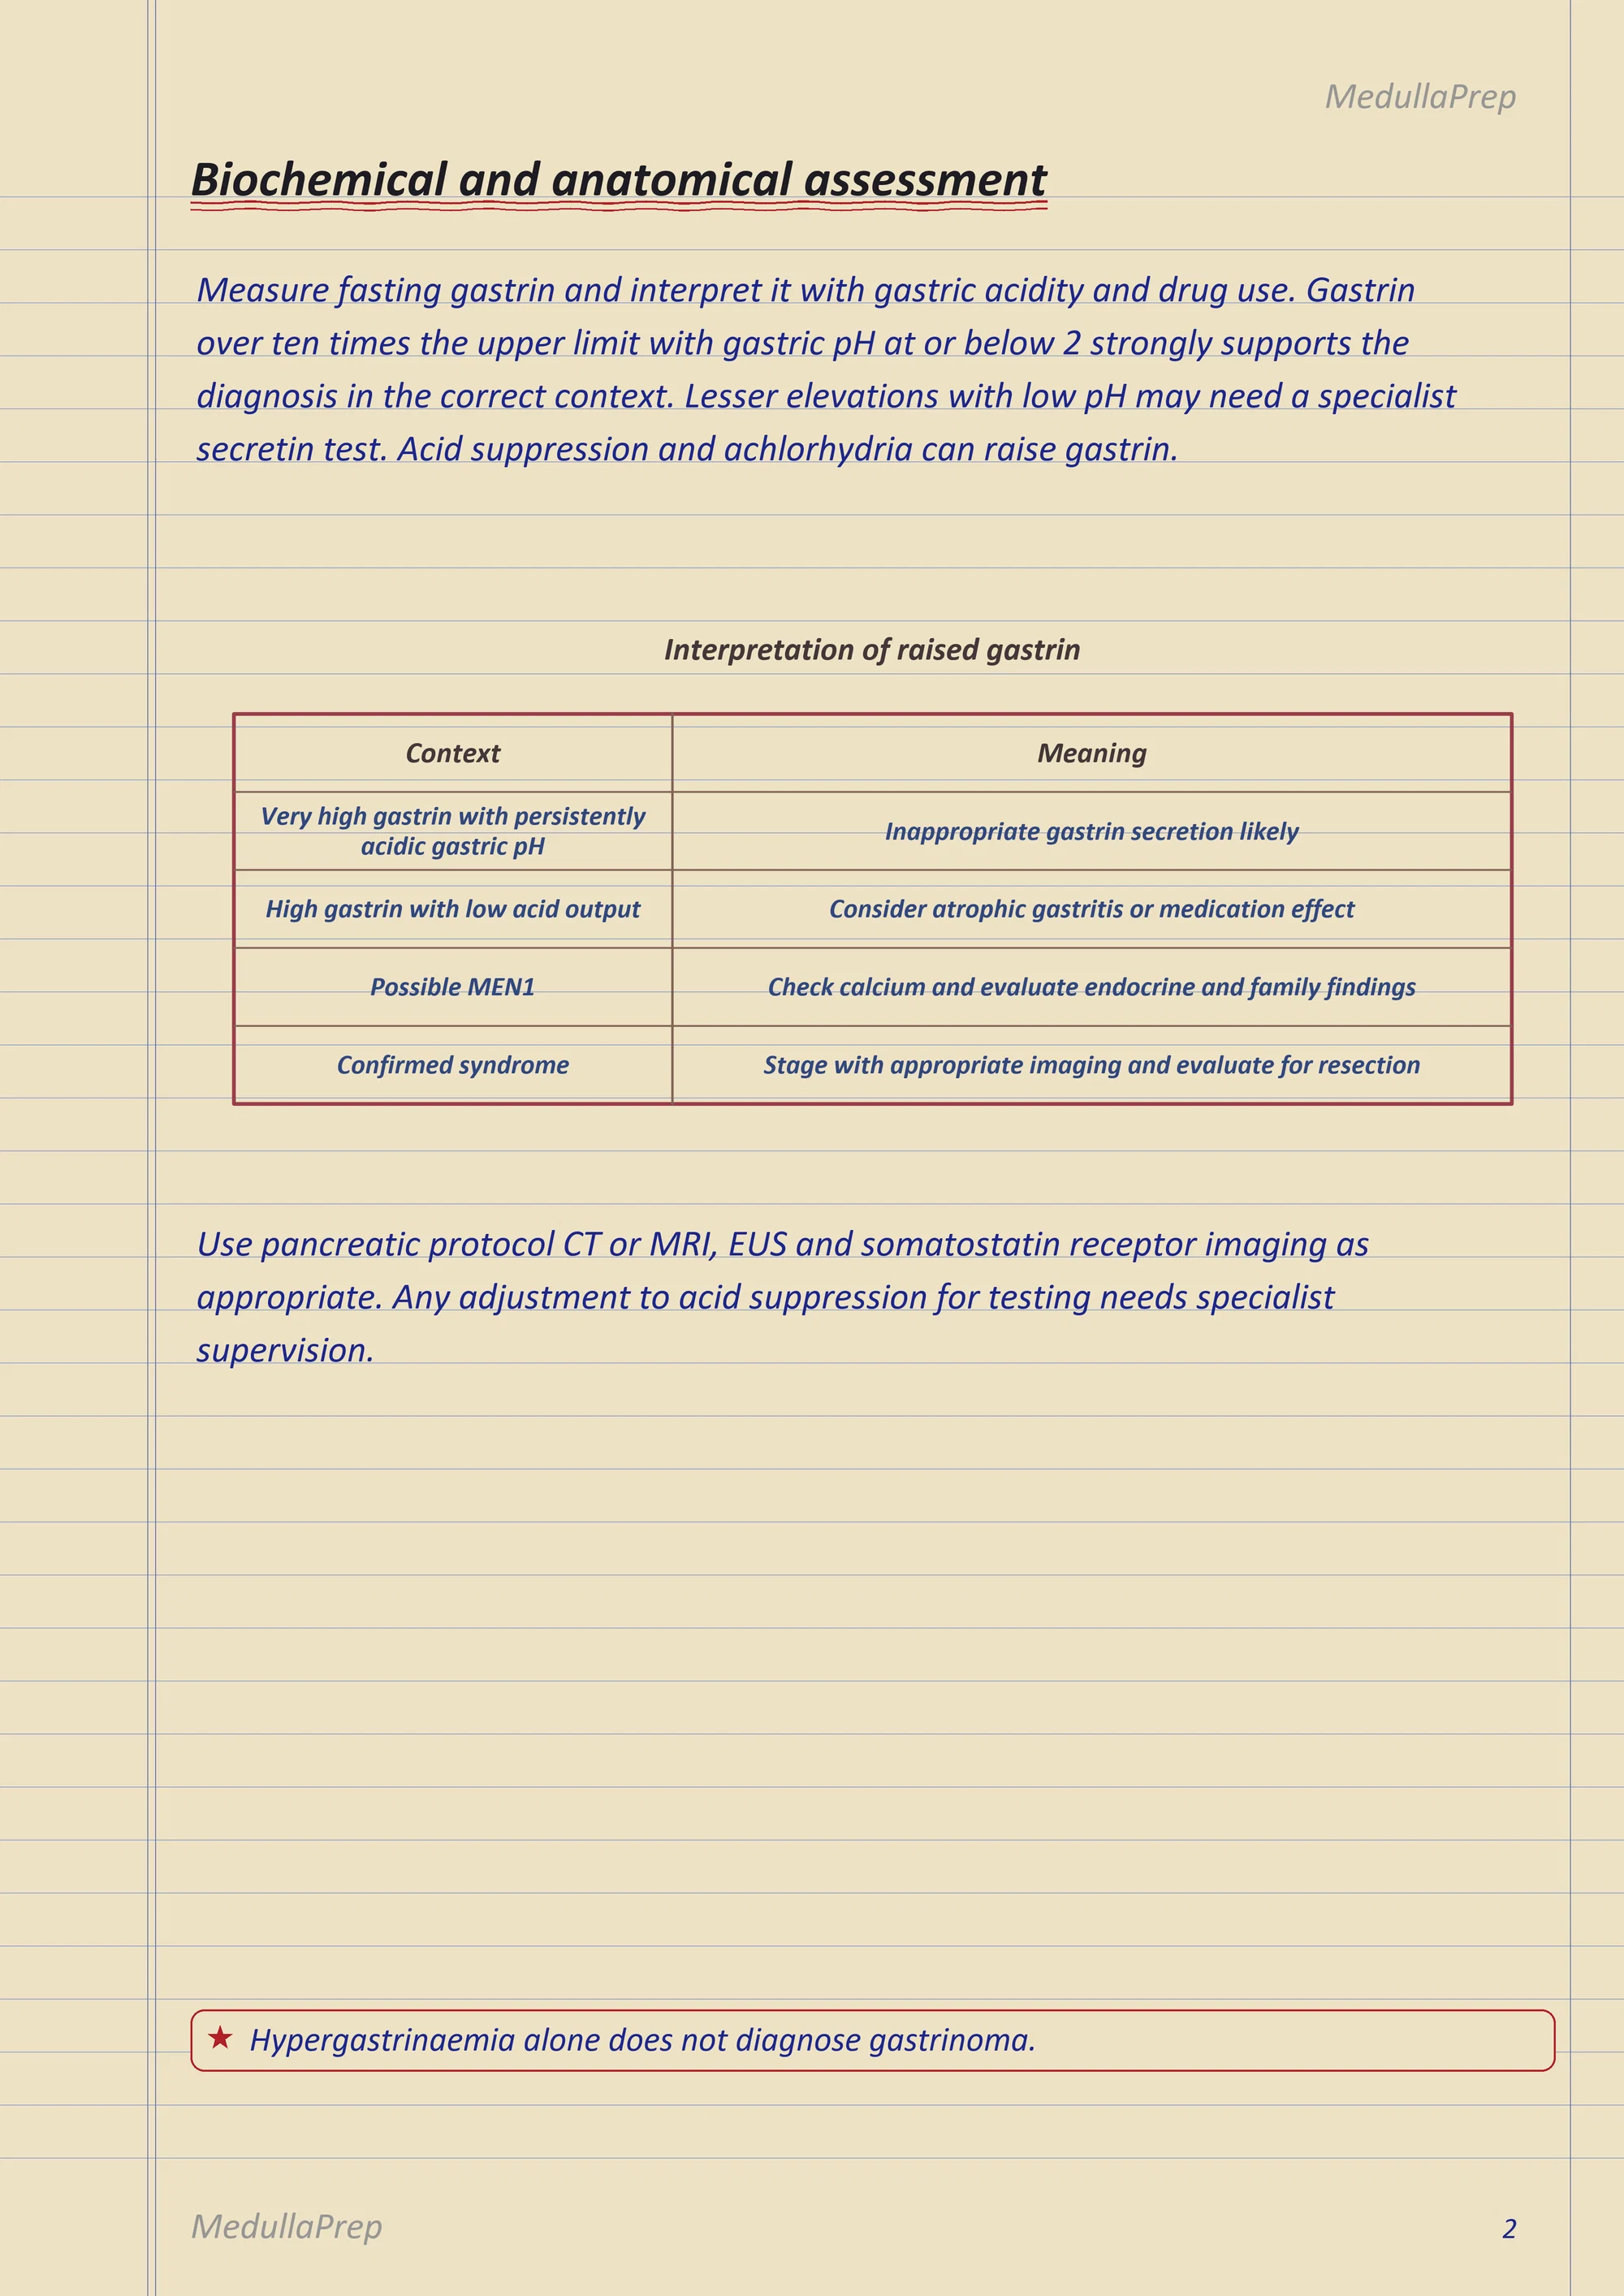 MedullaPrep
Biochemical and anatomical assessment
Measure fasting gastrin and interpret it with gastric acidity and drug use. Gastrin
over ten times the upper limit with gastric pH at or below 2 strongly supports the
diagnosis in the correct context. Lesser elevations with low pH may need a specialist
secretin test. Acid suppression and achlorhydria can raise gastrin.
Interpretation of raised gastrin
Context
Meaning
Very high gastrin with persistently
acidic gastric pH
Inappropriate gastrin secretion likely
High gastrin with low acid output
Consider atrophic gastritis or medication effect
Possible MEN1
Check calcium and evaluate endocrine and family findings
Confirmed syndrome
Stage with appropriate imaging and evaluate for resection
Use pancreatic protocol CT or MRI, EUS and somatostatin receptor imaging as
appropriate. Any adjustment to acid suppression for testing needs specialist
supervision.
★ Hypergastrinaemia alone does not diagnose gastrinoma.
MedullaPrep
2